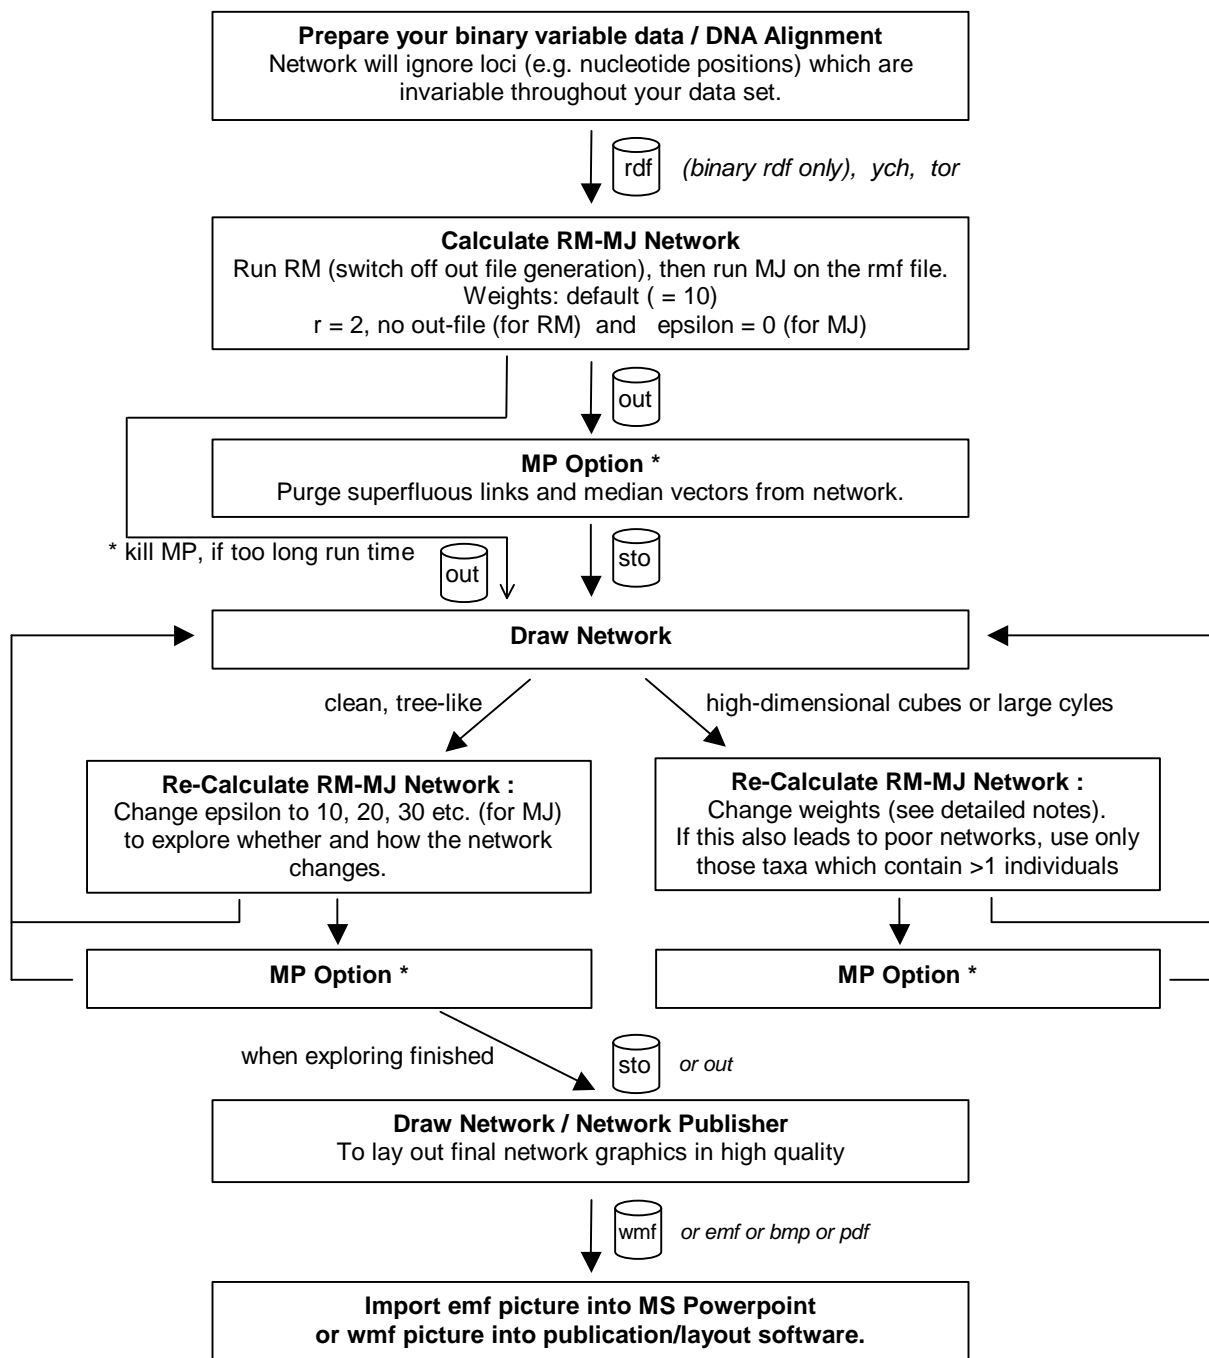 Prepare your binary variable data / DNA Alignment
Network will ignore loci (e.g. nucleotide positions) which are
invariable throughout your data set.
rdf (binary rdf only), ych, tor
Calculate RM-MJ Network
Run RM (switch off out file generation), then run MJ on the rmf file.
Weights: default ( = 10)
r = 2, no out-file (for RM) and epsilon = 0 (for MJ)
out
MP Option *
Purge superfluous links and median vectors from network.
* kill MP, if too long run time
out
sto
Draw Network
clean, tree-like
high-dimensional cubes or large cyles
Re-Calculate RM-MJ Network :
Change epsilon to 10, 20, 30 etc. (for MJ)
to explore whether and how the network
changes.
Re-Calculate RM-MJ Network :
Change weights (see detailed notes).
If this also leads to poor networks, use only
those taxa which contain >1 individuals
MP Option *
MP Option *
when exploring finished
sto or out
Draw Network / Network Publisher
To lay out final network graphics in high quality
wmf or emf or bmp or pdf
Import emf picture into MS Powerpoint
or wmf picture into publication/layout software.